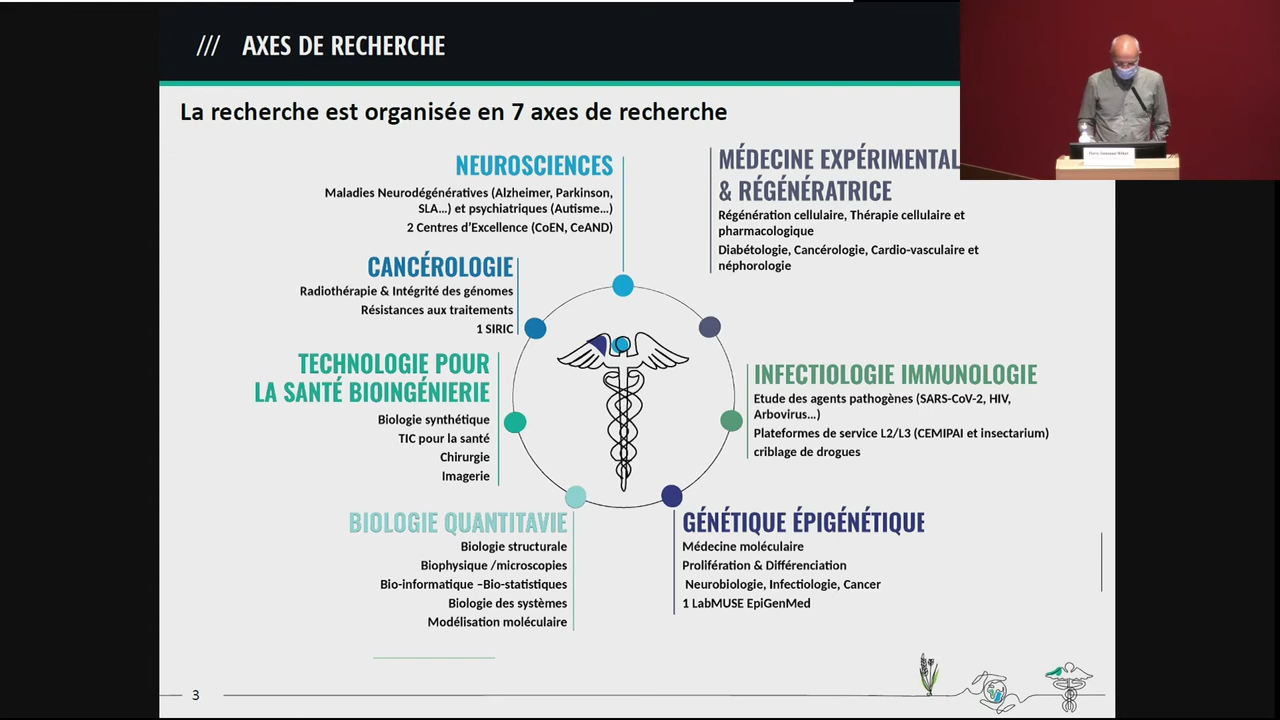 /// AXES DE RECHERCHE
La recherche est organisée en 7 axes de recherche
NEUROSCIENCES
Maladies Neurodégénératives (Alzheimer, Parkinson,
SLA...) et psychiatriques (Autisme...)
2 Centres d'Excellence (CoEN, CeAND)
MÉDECINE EXPÉRIMENTAL
& RÉGÉNÉRATRICE
Régénération cellulaire, Thérapie cellulaire et
pharmacologique
Diabétologie, Cancérologie, Cardio-vasculaire et
néphorologie
CANCÉROLOGIE
Radiothérapie & Intégrité des génomes
Résistances aux traitements
1 SIRIC
TECHNOLOGIE POUR
LA SANTÉ BIOINGÉNIERIE
Biologie synthétique
TIC pour la santé
Chirurgie
Imagerie
INFECTIOLOGIE IMMUNOLOGIE
Etude des agents pathogènes (SARS-CoV-2, HIV,
Arbovirus...)
Plateformes de service L2/L3 (CEMIPAI et insectarium)
criblage de drogues
BIOLOGIE QUANTITAVIE
Biologie structurale
Biophysique /microscopies
Bio-informatique –Bio-statistiques
Biologie des systèmes
Modélisation moléculaire
GÉNÉTIQUE ÉPIGÉNÉTIQUE
Médecine moléculaire
Prolifération & Différenciation
Neurobiologie, Infectiologie, Cancer
1 LabMUSE EpiGenMed
3